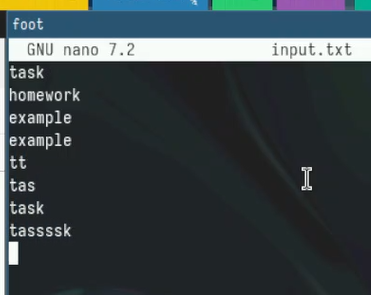 foot
GNU nano 7.2 input.txt
task
homework
example
example
tt
tas
task
tassssk